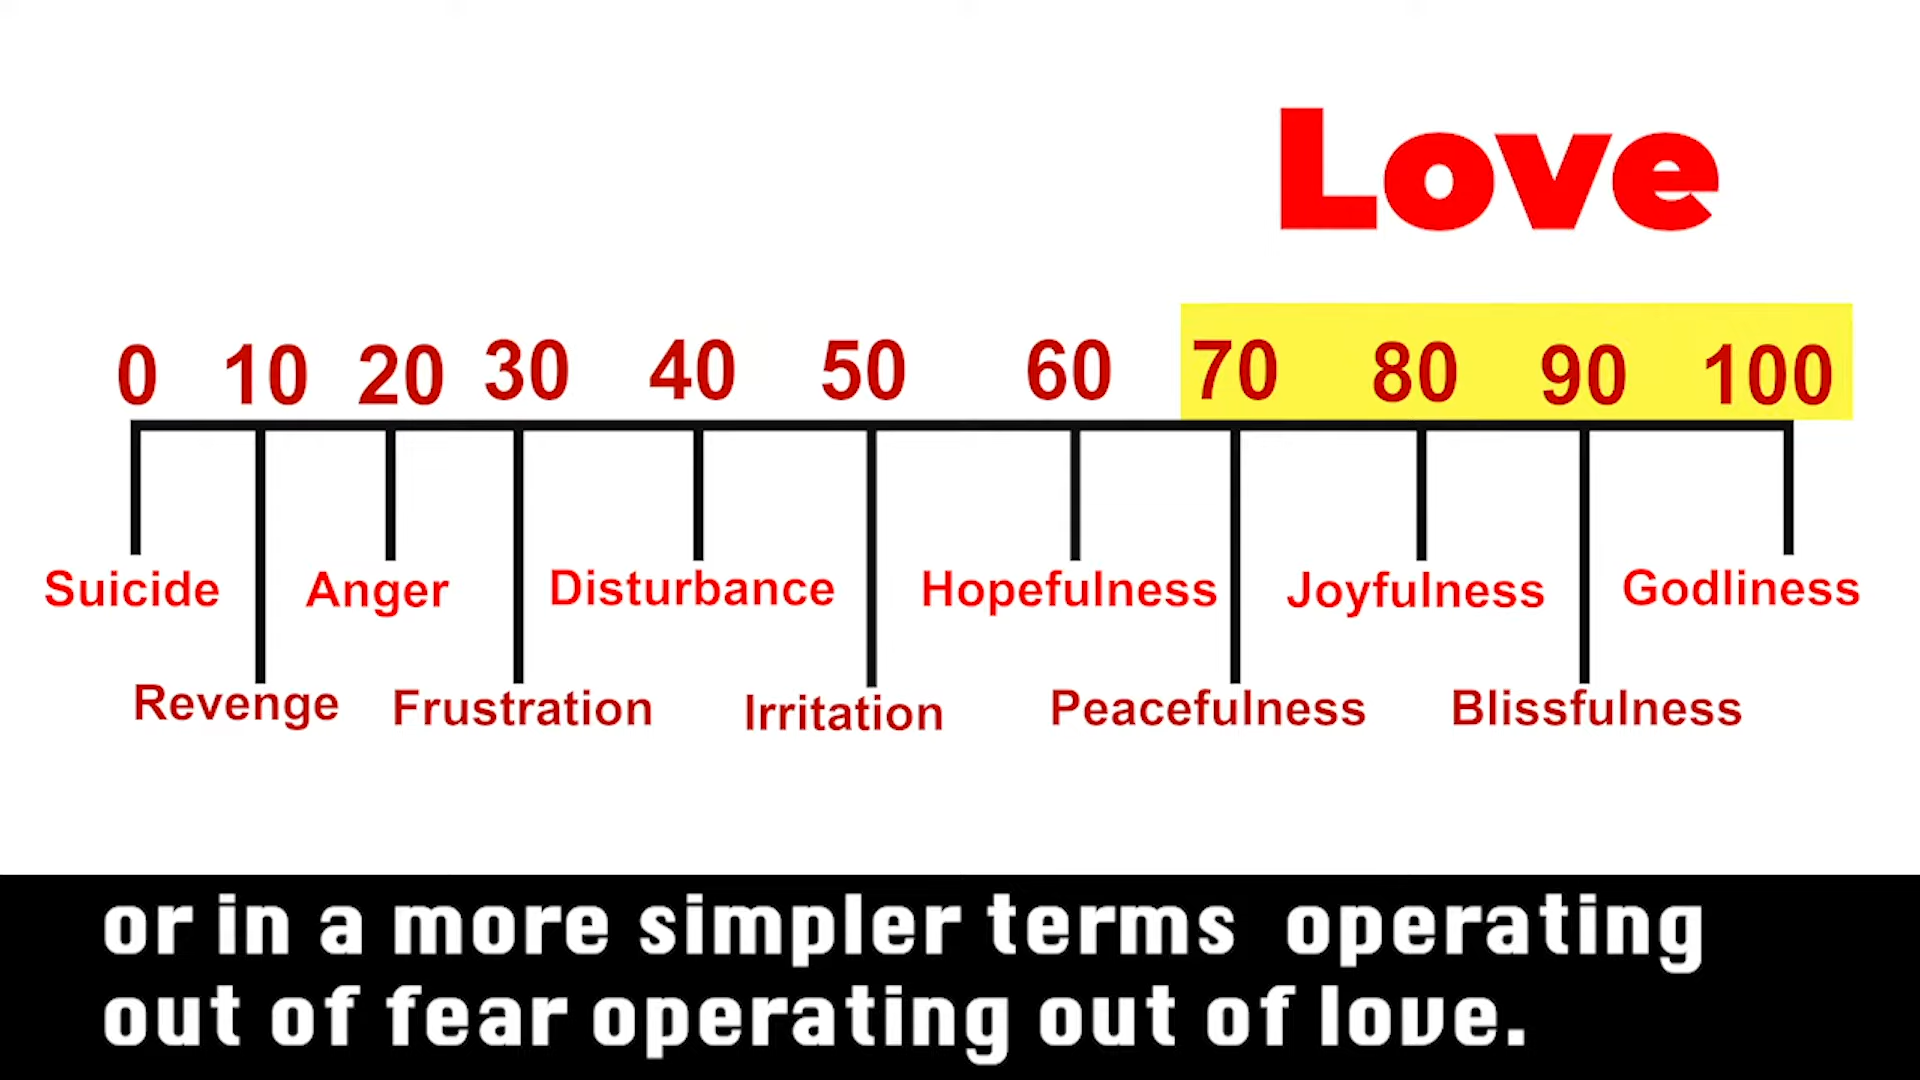 Love
0 10 20 30 40 50 60 70 80 90 100
Suicide Anger Disturbance Hopefulness Joyfulness Godliness
Revenge Frustration Irritation Peacefulness Blissfulness
or in a more simpler terms operating
out of fear operating out of love.